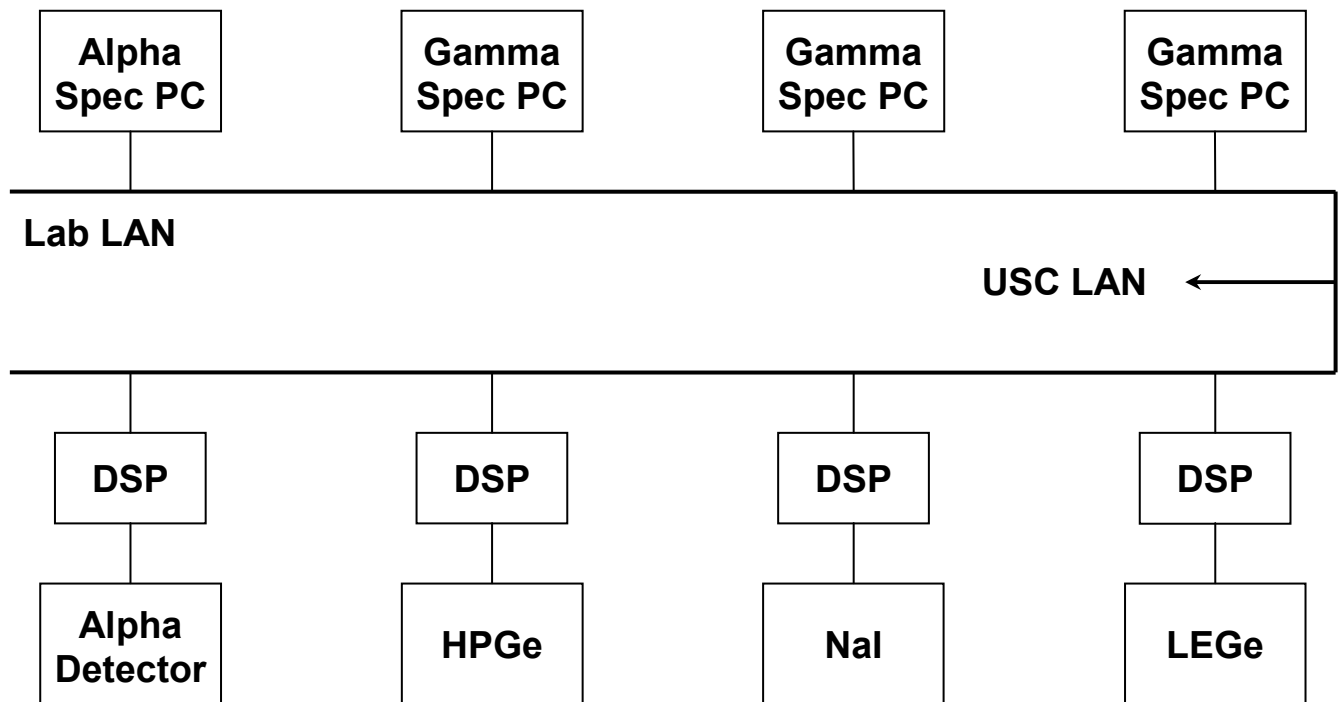 Alpha
Spec PC
Gamma
Spec PC
Gamma
Spec PC
Gamma
Spec PC
Lab LAN
USC LAN
DSP
DSP
DSP
DSP
Alpha
Detector
HPGe
NaI
LEGe